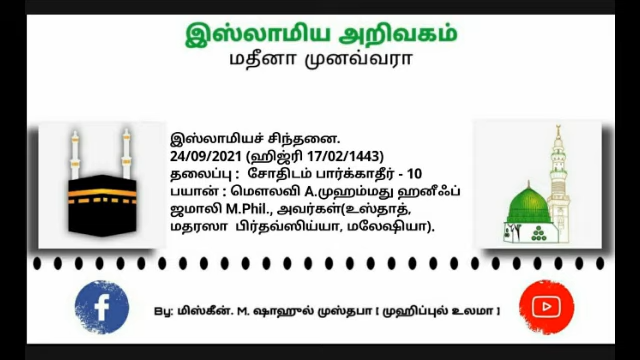 இஸ்லாமிய அறிவகம்
மதீனா முனவ்வரா
இஸ்லாமியச் சிந்தனை.
24/09/2021 (ஹிஜ்ரி 17/02/1443)
தலைப்பு : சோதிடம் பார்க்காதீர் - 10
பயான் : மௌலவி A.முஹம்மது ஹனீஃப்
ஜமாலி M.Phil., அவர்கள்(உஸ்தாத்,
மதரஸா பிர்தவ்ஸிய்யா, மலேஷியா).
By: மிஸ்கீன். M. ஷாஹுல் முஸ்தபா [ முஹிப்புல் உலமா ]